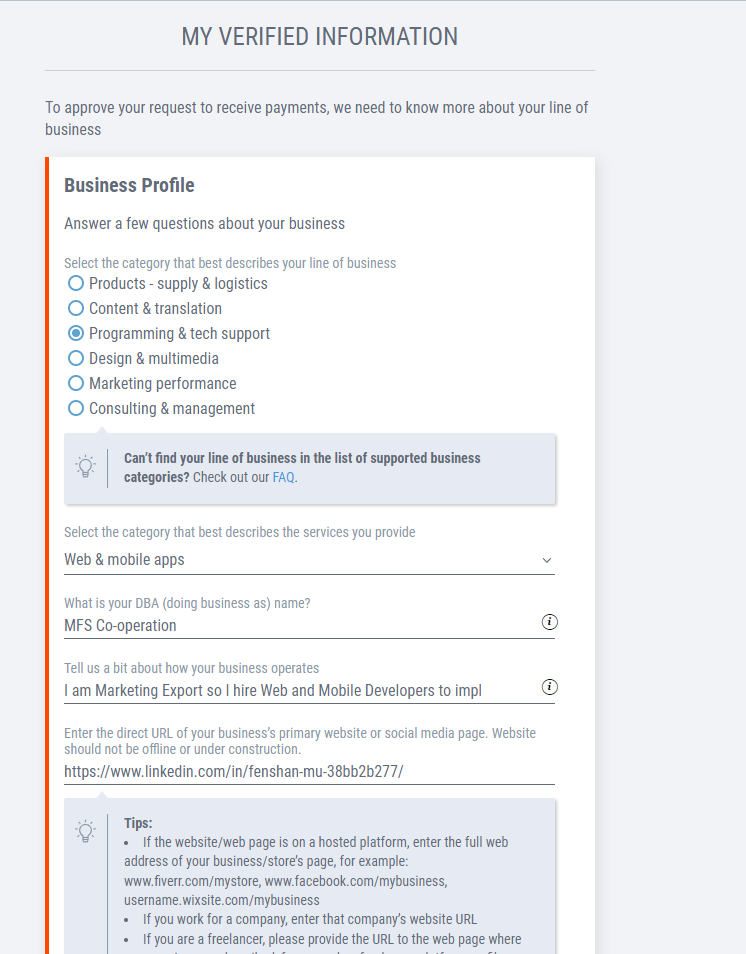 MY VERIFIED INFORMATION
To approve your request to receive payments, we need to know more about your line of
business
Business Profile
Answer a few questions about your business
Select the category that best describes your line of business
Products - supply & logistics
Content & translation
Programming & tech support
Design & multimedia
Marketing performance
Consulting & management
Can't find your line of business in the list of supported business
categories? Check out our FAQ.
Select the category that best describes the services you provide
Web & mobile apps
What is your DBA (doing business as) name?
MFS Co-operation
Tell us a bit about how your business operates
I am Marketing Export so I hire Web and Mobile Developers to impl
Enter the direct URL of your business's primary website or social media page. Website
should not be offline or under construction.
https://www.linkedin.com/in/fenshan-mu-38bb2b277/
Tips:
• If the website/web page is on a hosted platform, enter the full web
address of your business/store's page, for example:
www.fiverr.com/mystore, www.facebook.com/mybusiness,
username.wixsite.com/mybusiness
• If you work for a company, enter that company's website URL
• If you are a freelancer, please provide the URL to the web page where